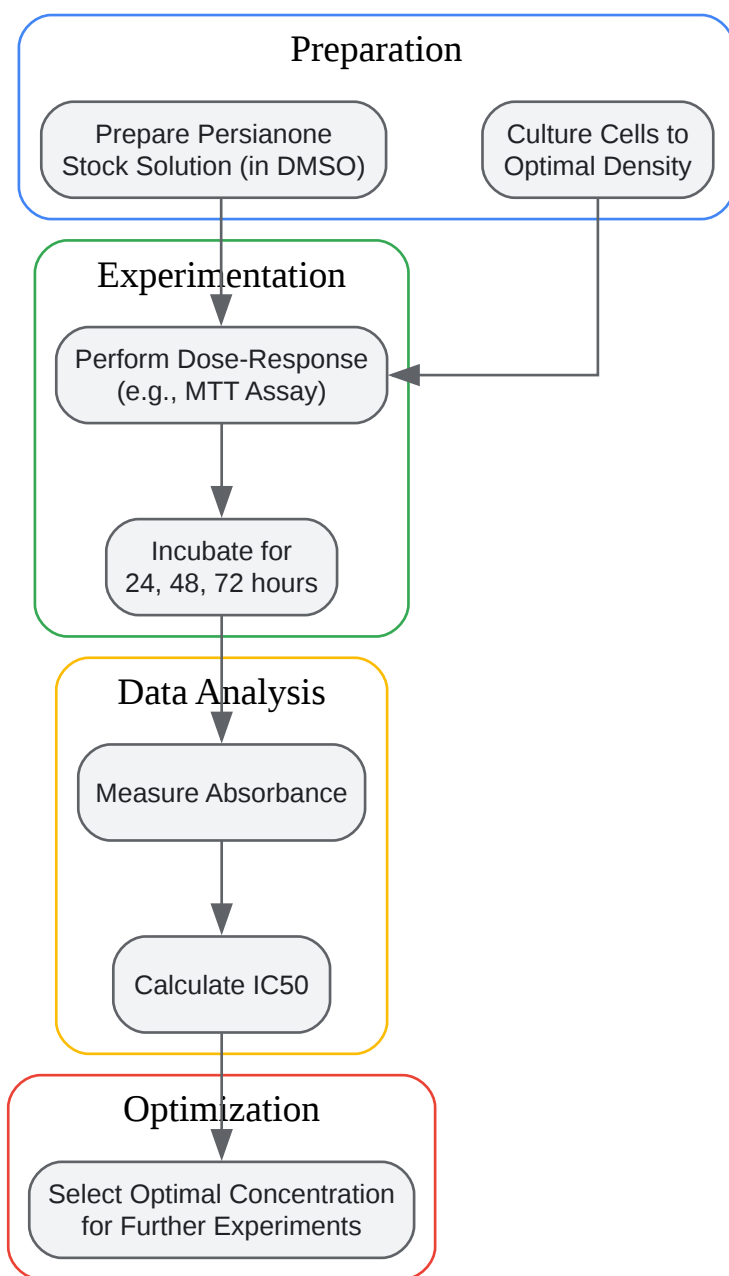 Preparation
Prepare Persianone
Stock Solution (in DMSO)
Culture Cells to
Optimal Density
Experimentation
Perform Dose-Response
(e.g., MTT Assay)
Incubate for
24, 48, 72 hours
Data Analysis
Measure Absorbance
Calculate IC50
Optimization
Select Optimal Concentration
for Further Experiments